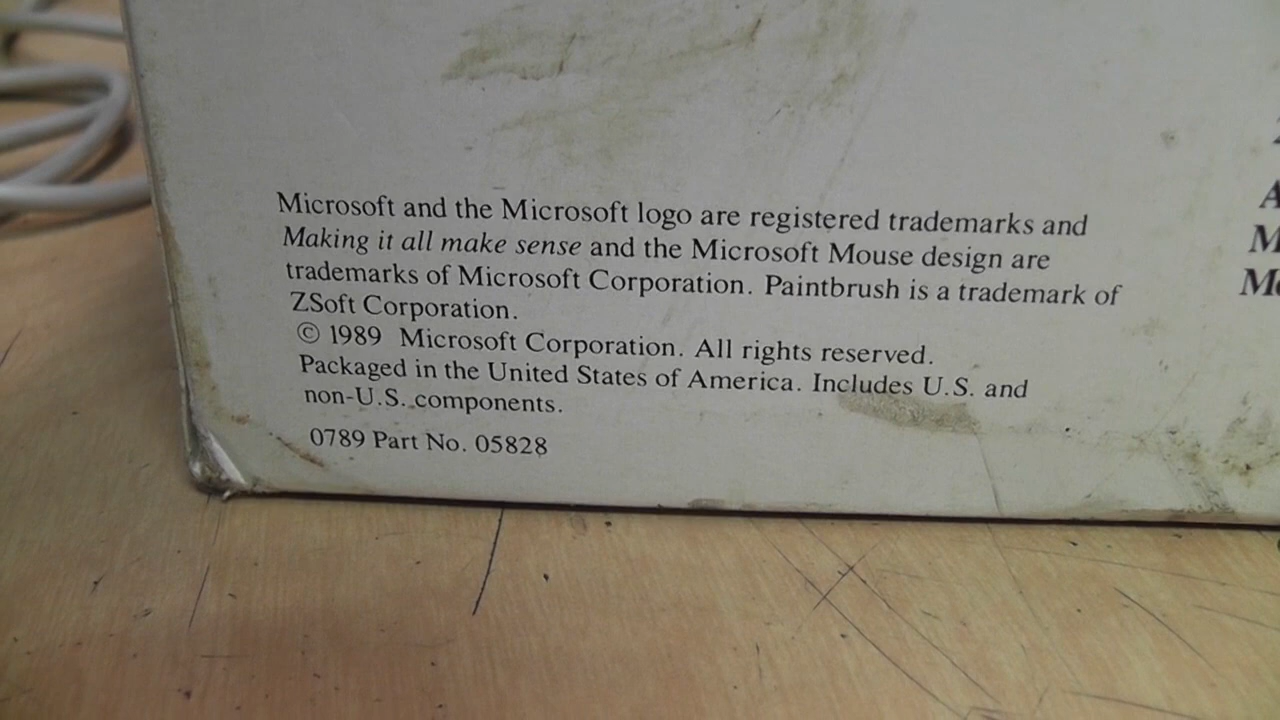 Microsoft and the Microsoft logo are registered trademarks and
Making it all make sense and the Microsoft Mouse design are
trademarks of Microsoft Corporation. Paintbrush is a trademark of
ZSoft Corporation.
© 1989 Microsoft Corporation. All rights reserved.
Packaged in the United States of America. Includes U.S. and
non-U.S. components.
0789 Part No. 05828